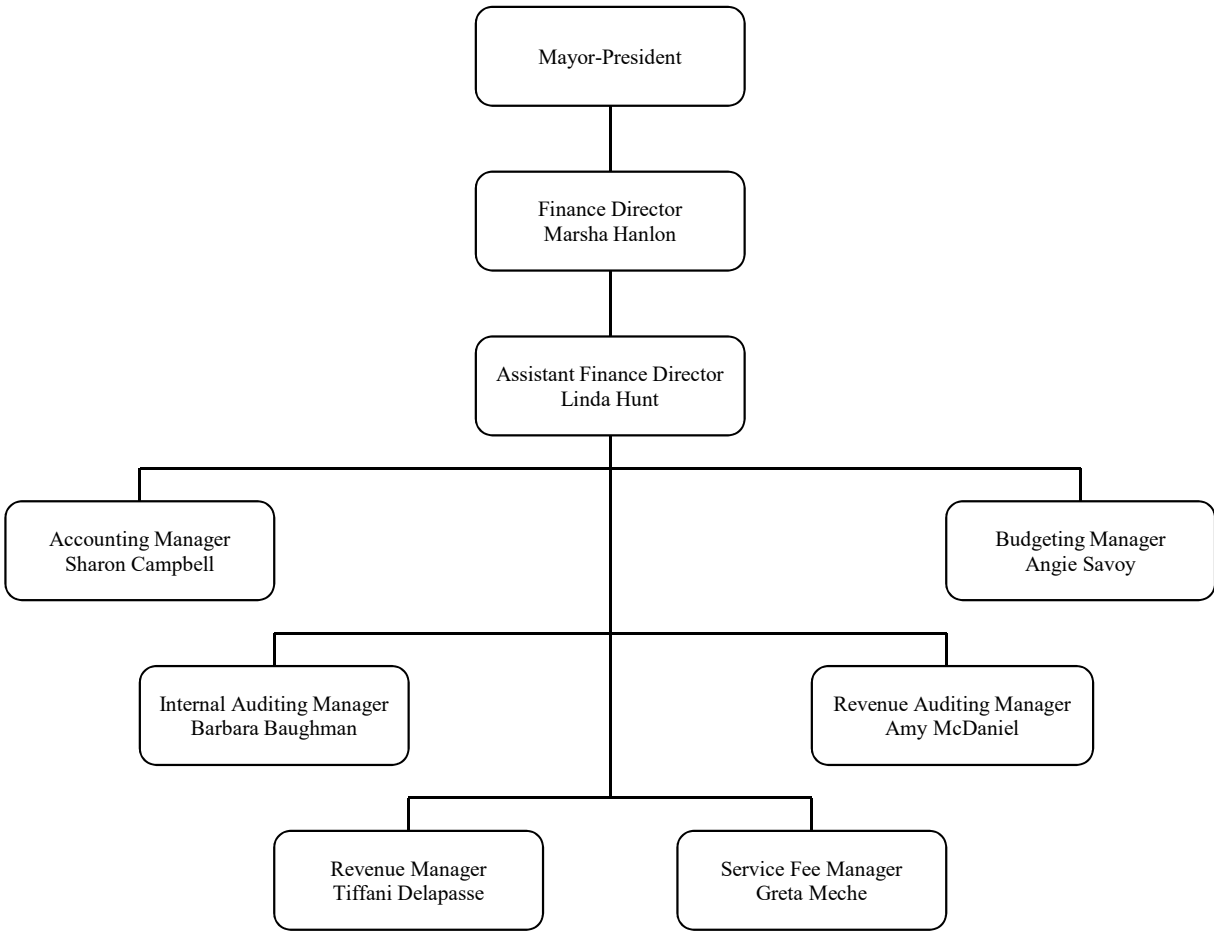 Mayor-President
Finance Director
Marsha Hanlon
Assistant Finance Director
Linda Hunt
Accounting Manager
Sharon Campbell
Budgeting Manager
Angie Savoy
Internal Auditing Manager
Barbara Baughman
Revenue Auditing Manager
Amy McDaniel
Revenue Manager
Tiffani Delapasse
Service Fee Manager
Greta Meche